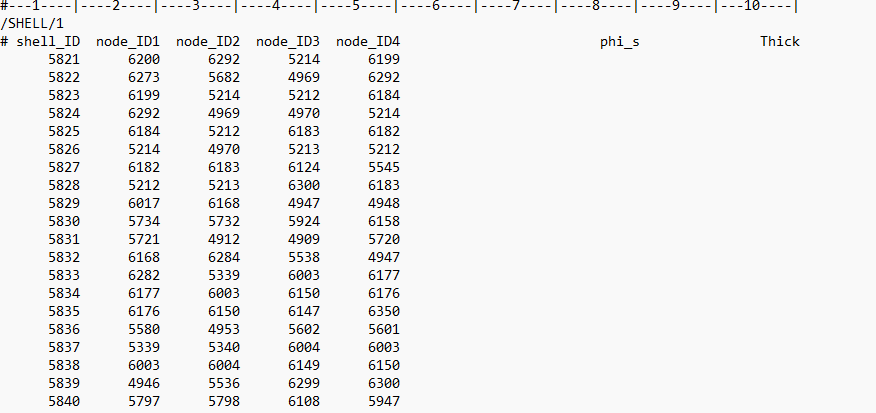 #---1----|----2----|----3----|----4----|----5----|----6----|----7----|----8----|----9----|---10----|
/SHELL/1
# shell_ID  node_ID1  node_ID2  node_ID3  node_ID4                         phi_s               Thick
      5821      6200      6292      5214      6199
      5822      6273      5682      4969      6292
      5823      6199      5214      5212      6184
      5824      6292      4969      4970      5214
      5825      6184      5212      6183      6182
      5826      5214      4970      5213      5212
      5827      6182      6183      6124      5545
      5828      5212      5213      6300      6183
      5829      6017      6168      4947      4948
      5830      5734      5732      5924      6158
      5831      5721      4912      4909      5720
      5832      6168      6284      5538      4947
      5833      6282      5339      6003      6177
      5834      6177      6003      6150      6176
      5835      6176      6150      6147      6350
      5836      5580      4953      5602      5601
      5837      5339      5340      6004      6003
      5838      6003      6004      6149      6150
      5839      4946      5536      6299      6300
      5840      5797      5798      6108      5947